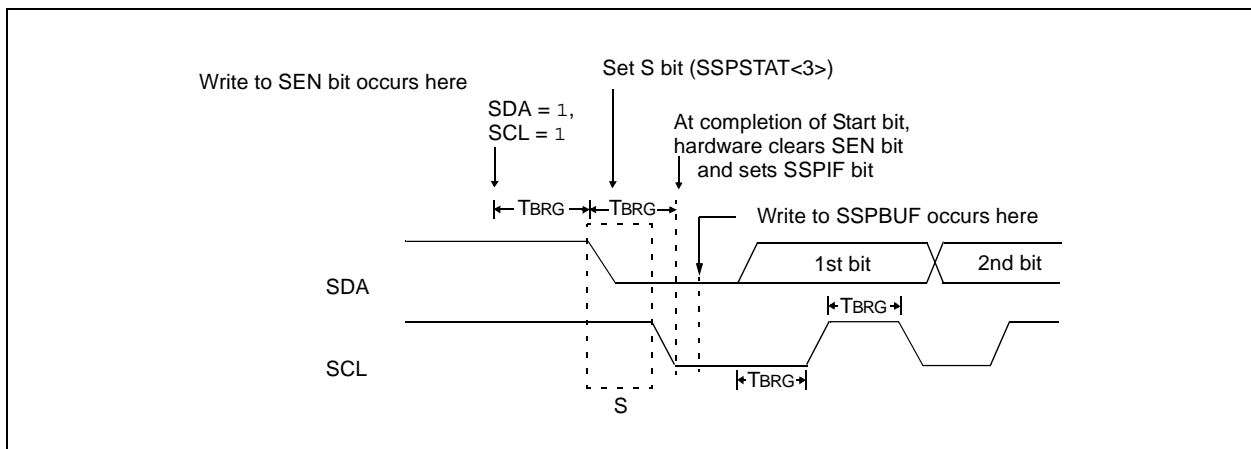 Write to SEN bit occurs here
Set S bit (SSPSTAT<3>)
SDA = 1,
SCL = 1
At completion of Start bit,
hardware clears SEN bit
and sets SSPIF bit
TBRG
TBRG
Write to SSPBUF occurs here
SDA
1st bit
2nd bit
TBRG
SCL
TBRG
S